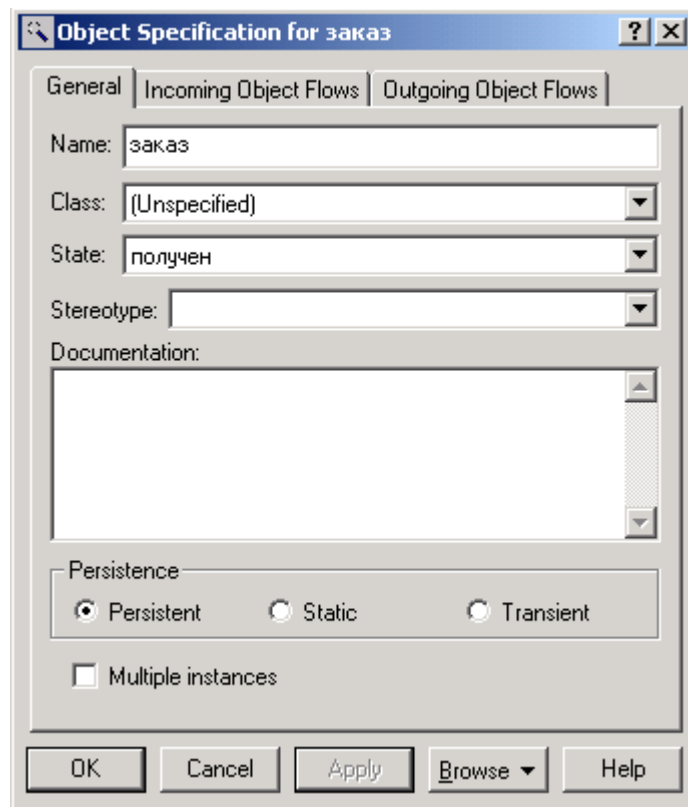 Object Specification for заказ
General Incoming Object Flows Outgoing Object Flows
Name: заказ
Class: (Unspecified)
State: получен
Stereotype:
Documentation:
Persistence
Persistent Static Transient
Multiple instances
OK Cancel Apply Browse Help